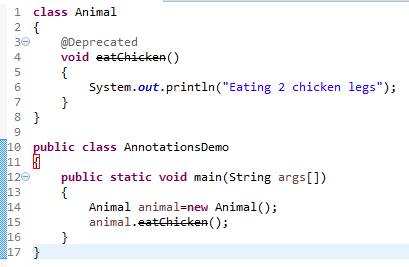 1 class Animal
2 {
3 @Deprecated
4 void eatChicken()
5 {
6 System.out.println("Eating 2 chicken legs");
7 }
8 }
9
10 public class AnnotationsDemo
11 {
12 public static void main(String args[])
13 {
14 Animal animal=new Animal();
15 animal.eatChicken();
16 }
17 }